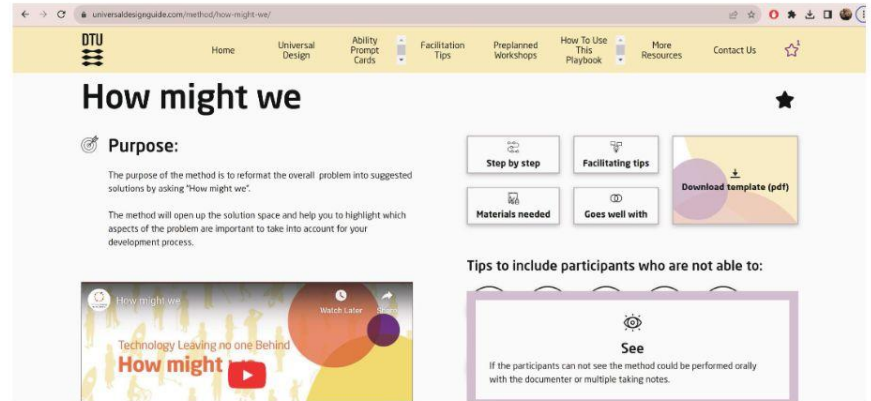 universaldesignguide.com/method/how-might-we/
DTU
Home
Universal
Design
Ability
Prompt
Cards
Facilitation
Tips
Preplanned
Workshops
How To Use
This
Playbook
More
Resources
Contact Us
1
How might we
Purpose:
The purpose of the method is to reformat the overall problem into suggested
solutions by asking "How might we".
The method will open up the solution space and help you to highlight which
aspects of the problem are important to take into account for your
development process.
How might we
Watch Later
Share
Technology Leaving no one Behind
How might we
Step by step
Facilitating tips
Materials needed
Goes well with
Download template (pdf)
Tips to include participants who are not able to:
See
If the participants can not see the method could be performed orally
with the documenter or multiple taking notes.